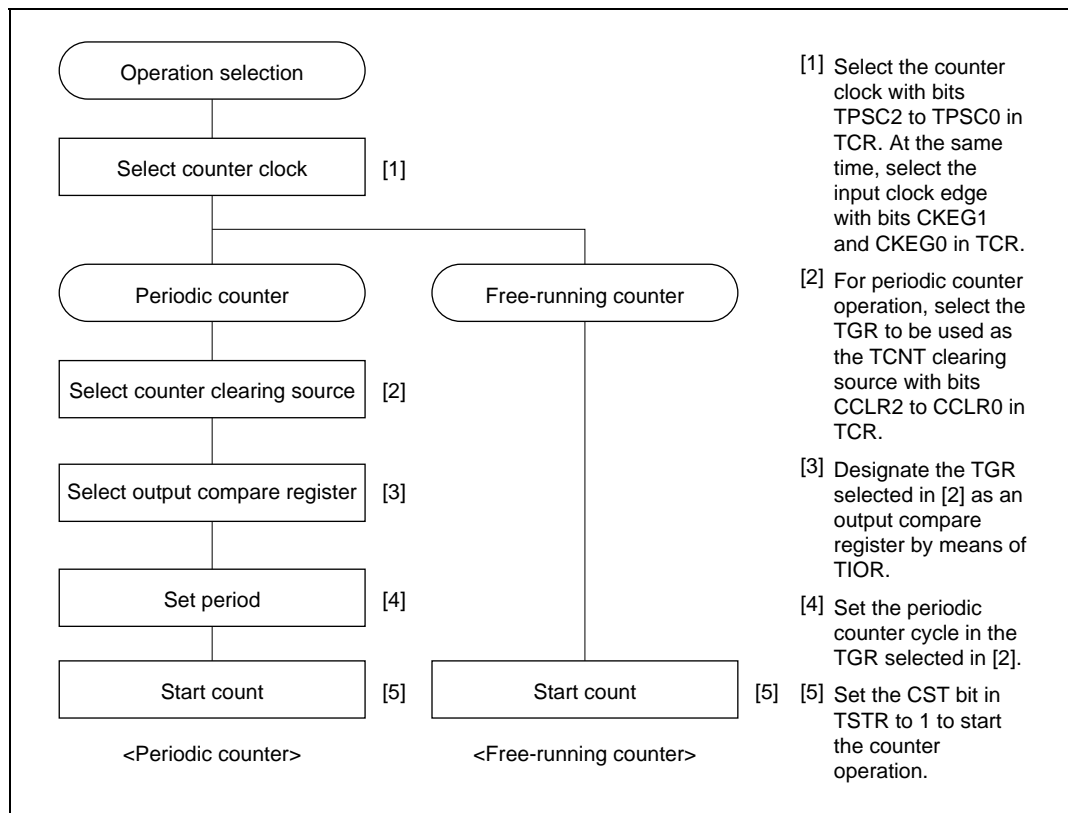 Operation selection
Select counter clock
[1]
Periodic counter
Free-running counter
Select counter clearing source
[2]
Select output compare register
[3]
Set period
[4]
Start count
[5]
Start count
[5]
<Periodic counter>
<Free-running counter>
[1] Select the counter
clock with bits
TPSC2 to TPSC0 in
TCR. At the same
time, select the
input clock edge
with bits CKEG1
and CKEG0 in TCR.
[2] For periodic counter
operation, select the
TGR to be used as
the TCNT clearing
source with bits
CCLR2 to CCLR0 in
TCR.
[3] Designate the TGR
selected in [2] as an
output compare
register by means of
TIOR.
[4] Set the periodic
counter cycle in the
TGR selected in [2].
[5] Set the CST bit in
TSTR to 1 to start
the counter
operation.